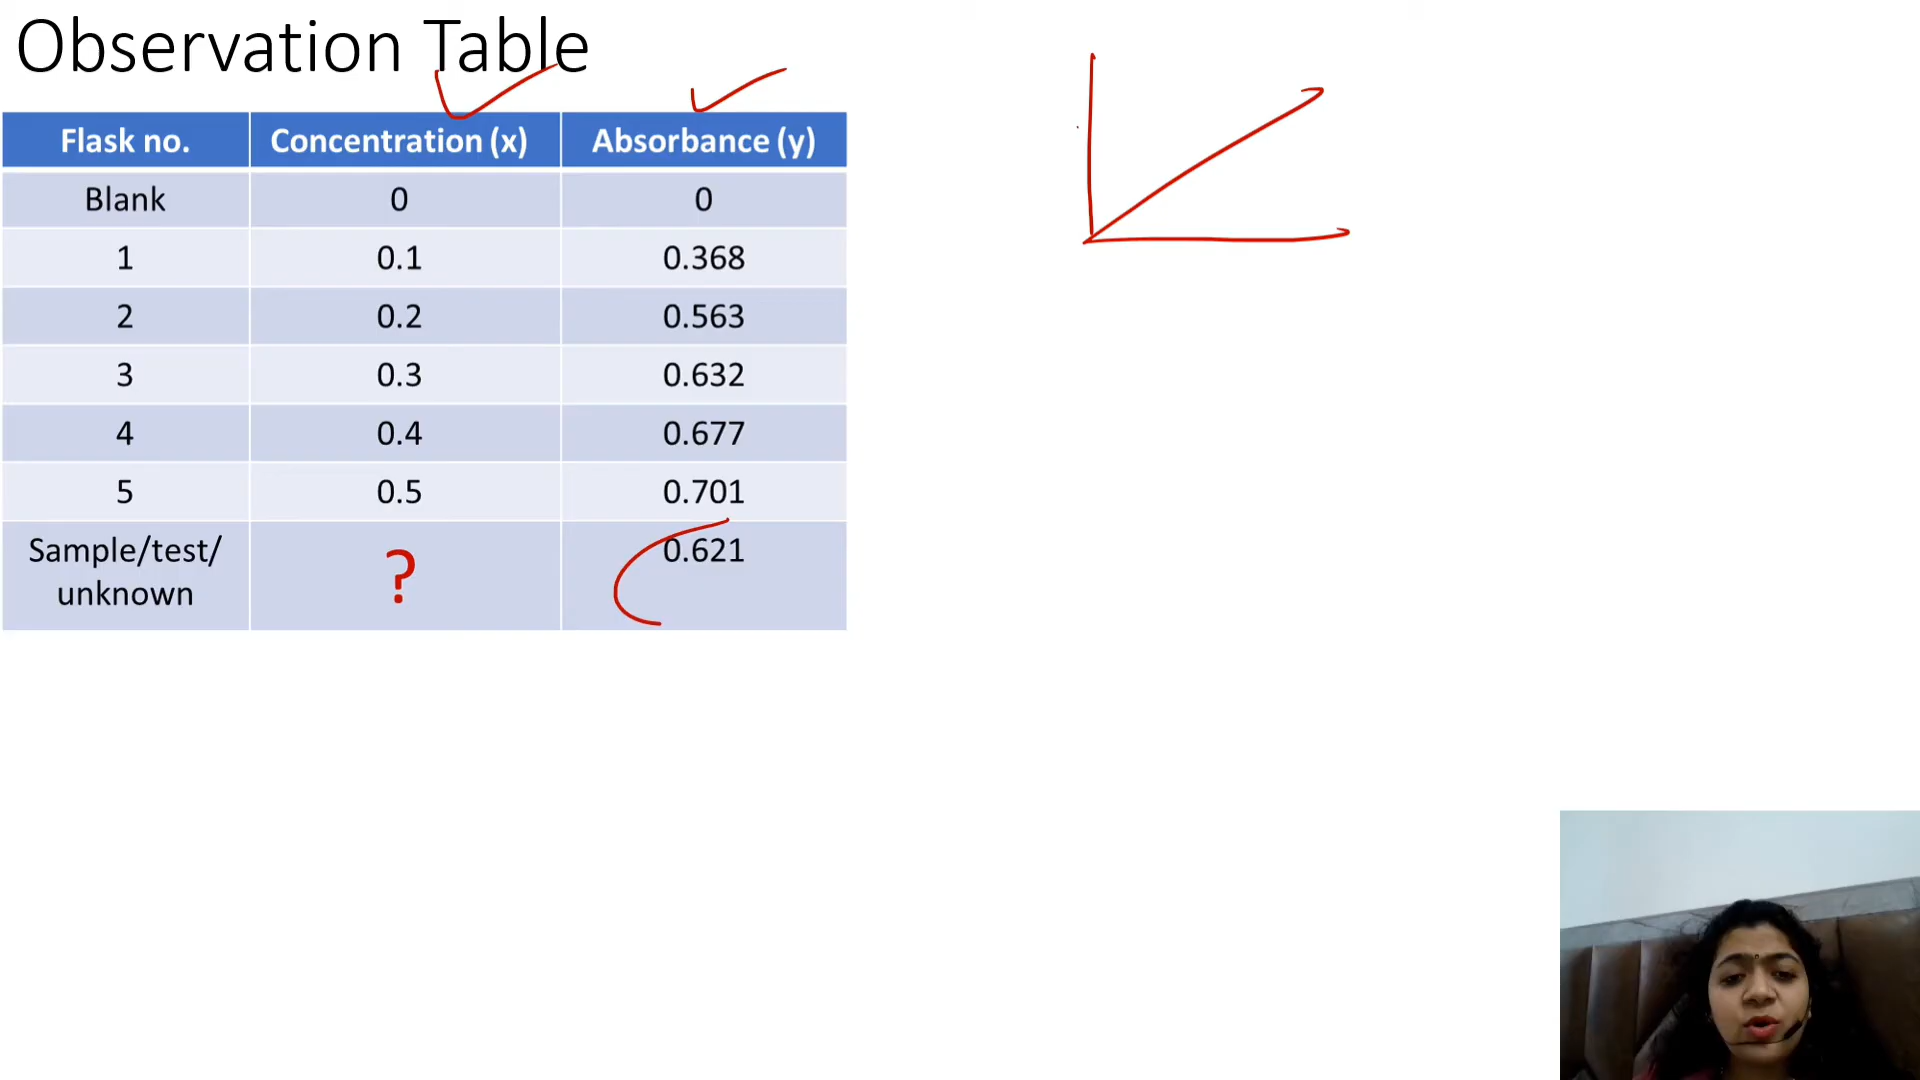 Observation Table
Flask no. Concentration (x) Absorbance (y)
Blank 0 0
1 0.1 0.368
2 0.2 0.563
3 0.3 0.632
4 0.4 0.677
5 0.5 0.701
Sample/test/ ? 0.621
unknown